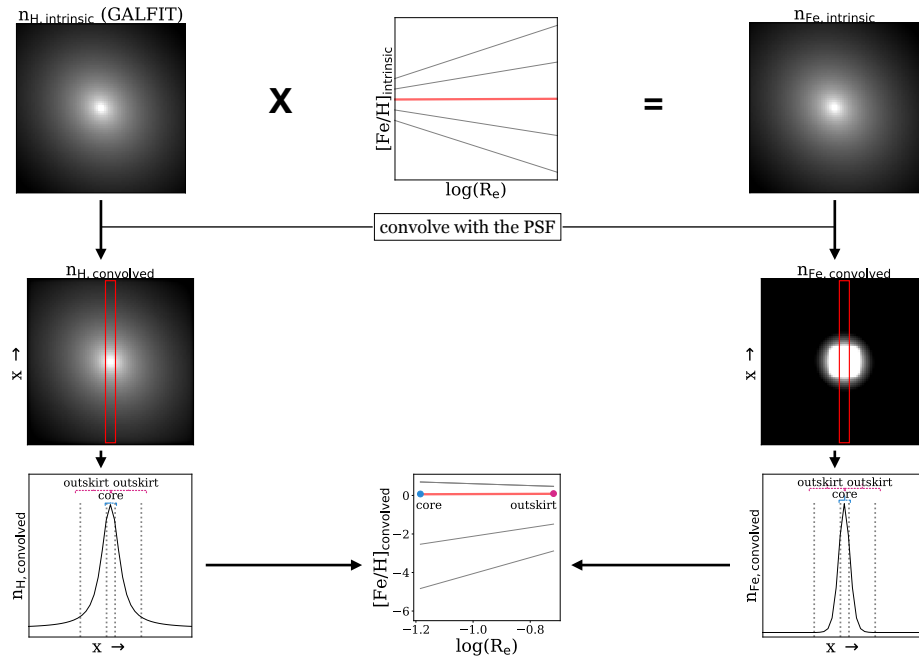 n_H, intrinsic (GALFIT)
n_Fe, intrinsic
X
[Fe/H]_intrinsic
=
log(R_e)
convolve with the PSF
n_H, convolved
n_Fe, convolved
x →
x →
outskirt outskirt
core
n_H, convolved
x →
[Fe/H]_convolved
0
−2
−4
−6
core
outskirt
−1.2
−1.0
−0.8
log(R_e)
outskirt outskirt
core
n_Fe, convolved
x →